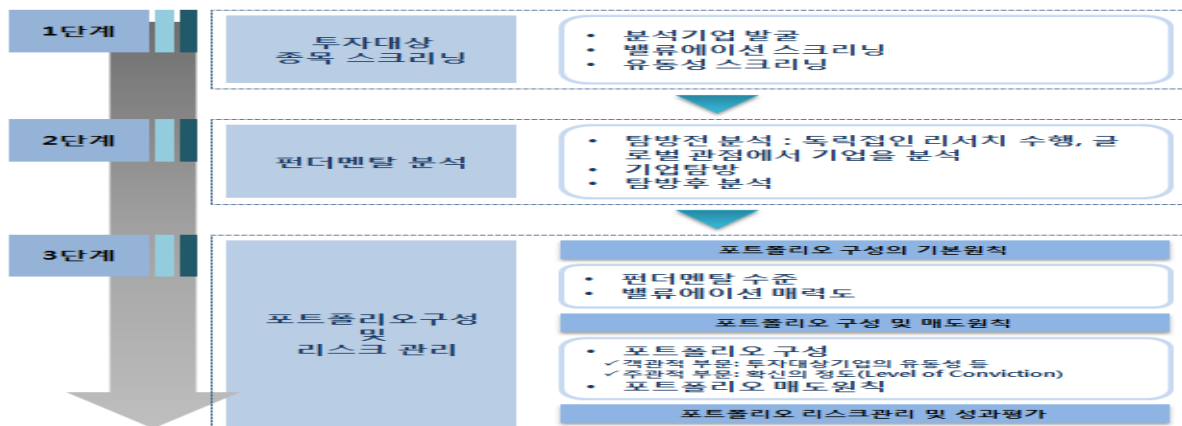 1단계
투자대상
종목 스크리닝
• 분석기업 발굴
• 밸류에이션 스크리닝
• 유동성 스크리닝
2단계
펀더멘탈 분석
• 탐방전 분석 : 독립접인 리서치 수행, 글
로벌 관점에서 기업을 분석
• 기업탐방
• 탐방후 분석
3단계
포트폴리오구성
및
리스크 관리
포트폴리오 구성의 기본원칙
• 펀더멘탈 수준
• 밸류에이션 매력도
포트폴리오 구성 및 매도원칙
• 포트폴리오 구성
✓객관적 부문: 투자대상기업의 유동성 등
✓주관적 부문: 확신의 정도(Level of Conviction)
• 포트폴리오 매도원칙
포트폴리오 리스크관리 및 성과평가